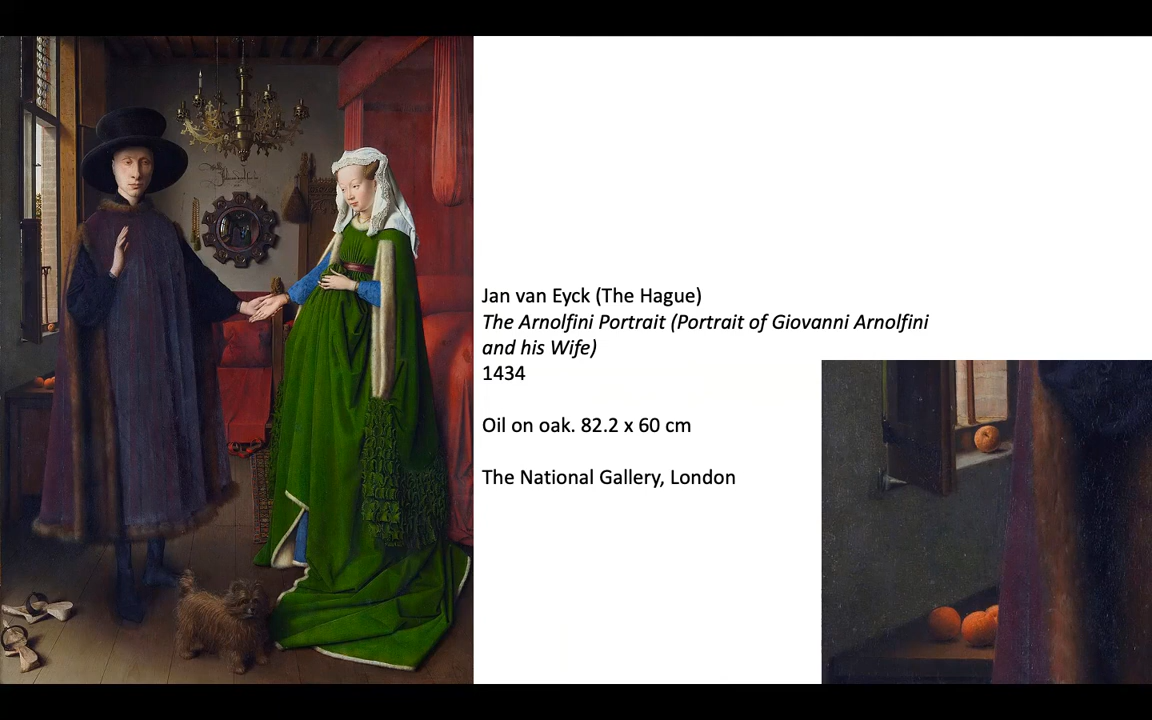 Jan van Eyck (The Hague)
The Arnolfini Portrait (Portrait of Giovanni Arnolfini
and his Wife)
1434
Oil on oak. 82.2 x 60 cm
The National Gallery, London